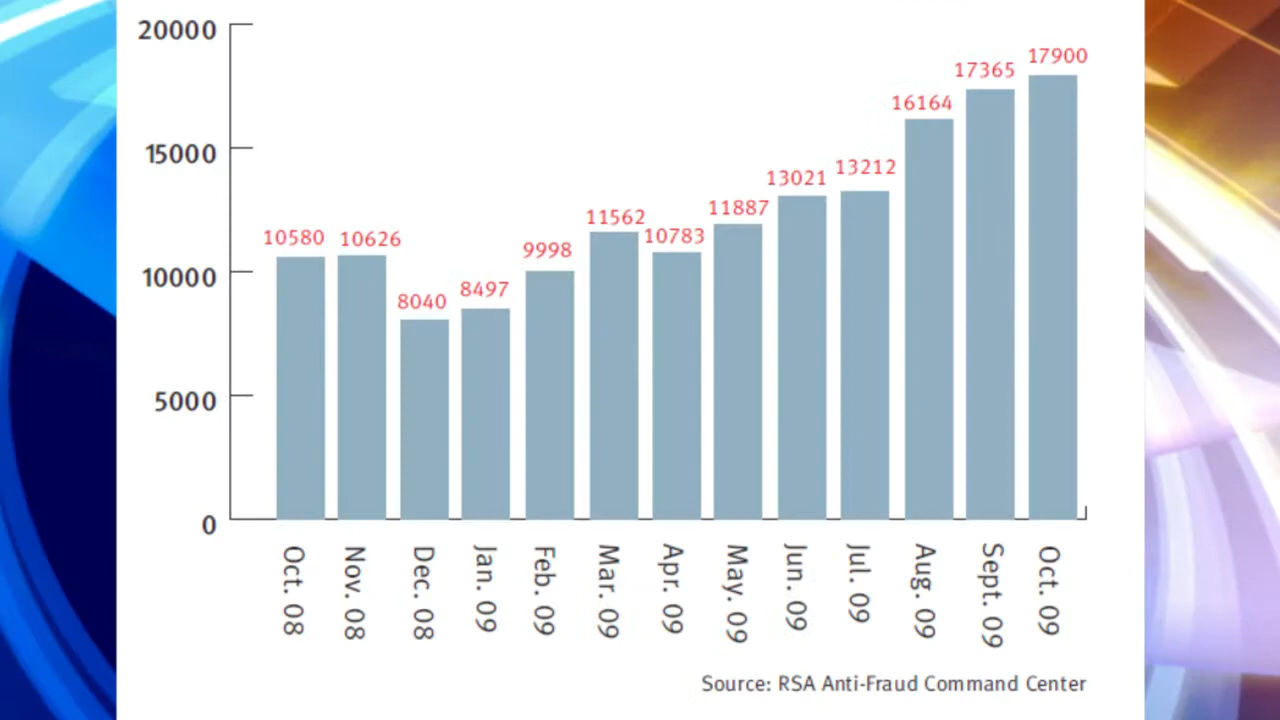 20000
15000
10000
5000
0
10580
10626
8040
8497
9998
11562
10783
11887
13021
13212
16164
17365
17900
Oct. 08
Nov. 08
Dec. 08
Jan. 09
Feb. 09
Mar. 09
Apr. 09
May. 09
Jun. 09
Jul. 09
Aug. 09
Sept. 09
Oct. 09
Source: RSA Anti-Fraud Command Center